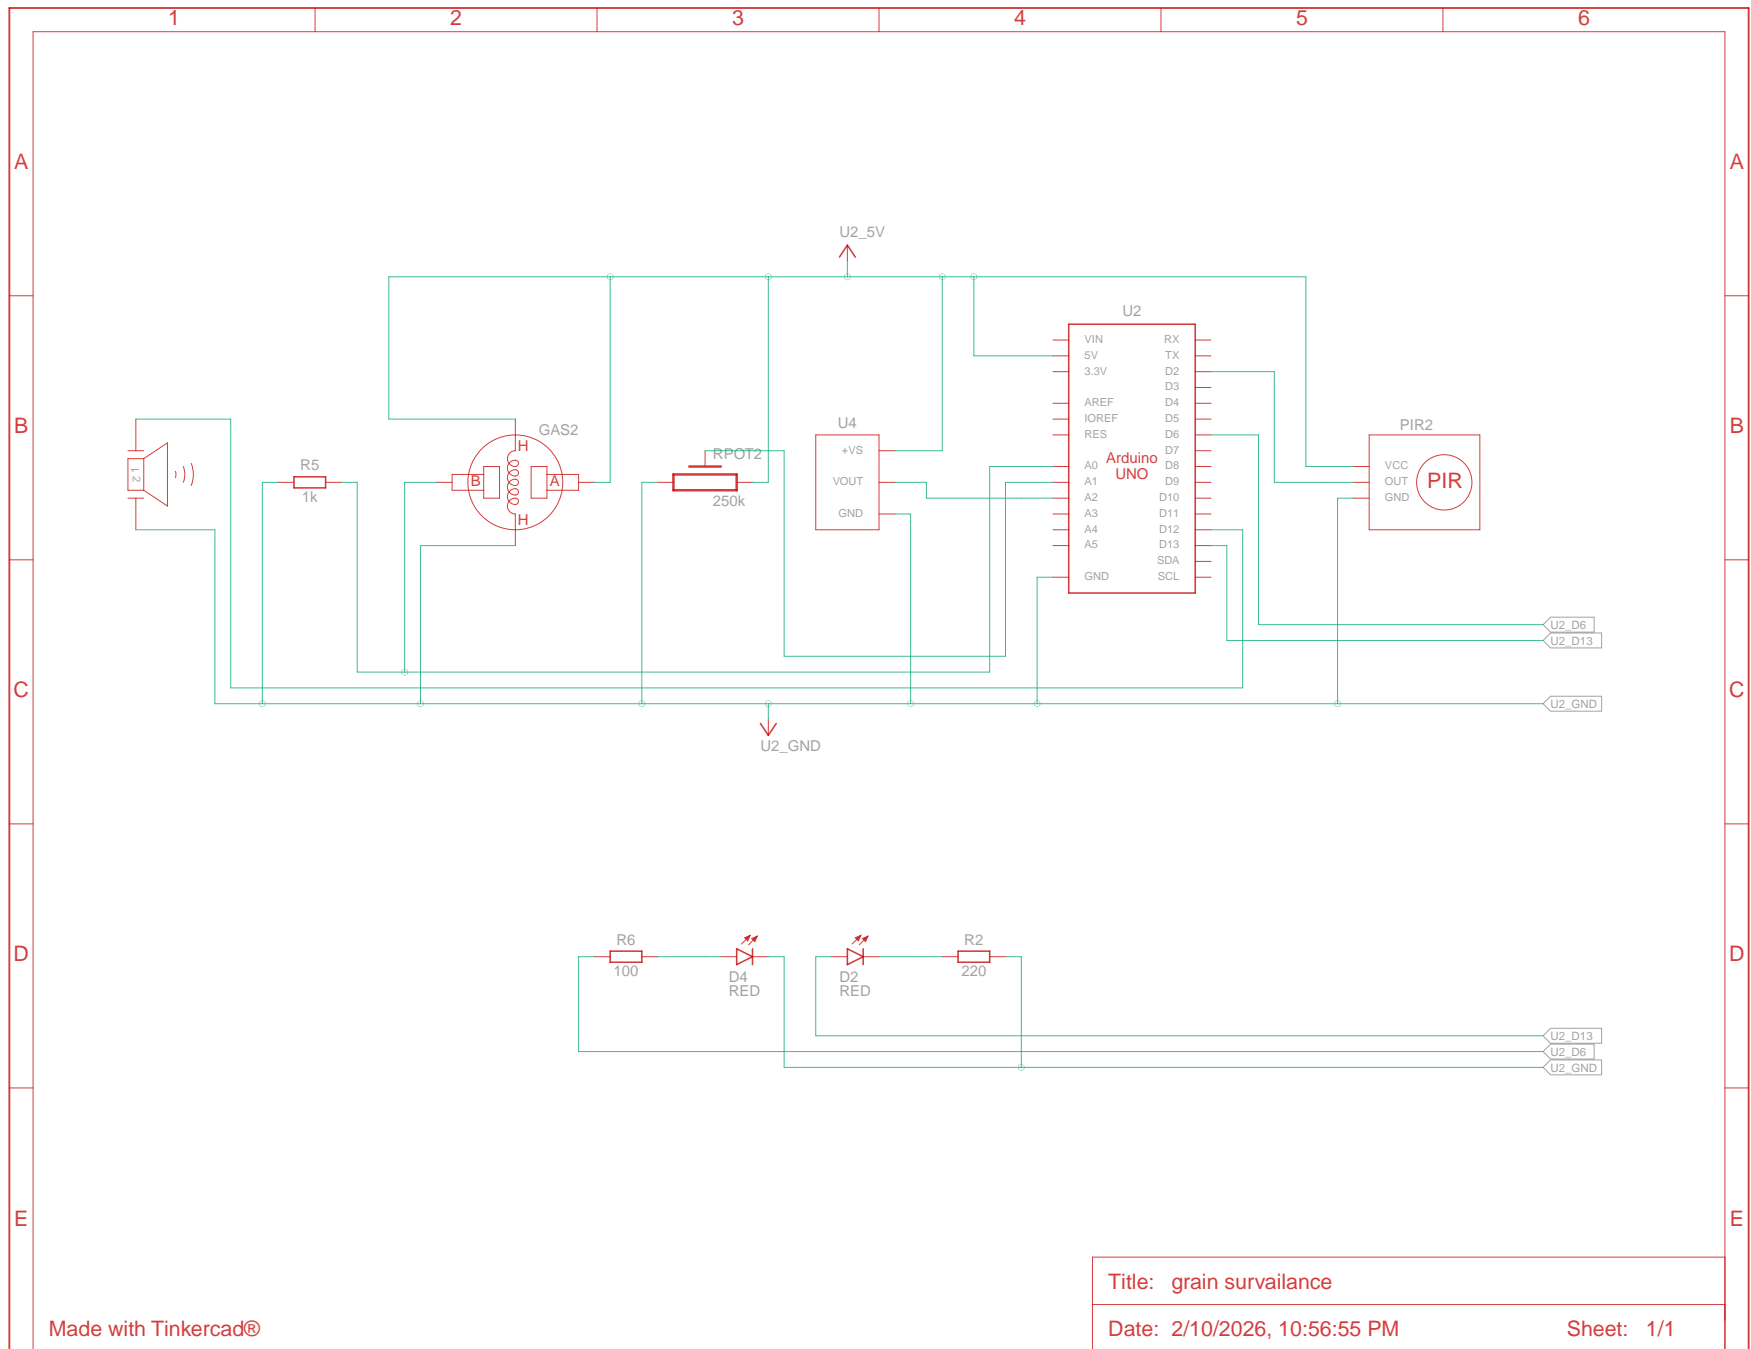 1 2 3 4 5 6
A A
U2_5V
U2
VIN RX
5V TX
3.3V D2
D3
AREF D4
IOREF D5
RES D6
D7
A0 D8
A1 D9
A2 D10
A3 D11
A4 D12
A5 D13
SDA
GND SCL
Arduino
UNO
B B
GAS2
H
B A
H
R5
1k
1 2
RPOT2
250k
U4
+VS
VOUT
GND
PIR2
VCC
OUT
GND
PIR
U2_D6
U2_D13
C C
U2_GND
U2_GND
D D
R6
100
D4
RED
D2
RED
R2
220
U2_D13
U2_D6
U2_GND
E E
Title: grain survailance
Made with Tinkercad®
Date: 2/10/2026, 10:56:55 PM Sheet: 1/1